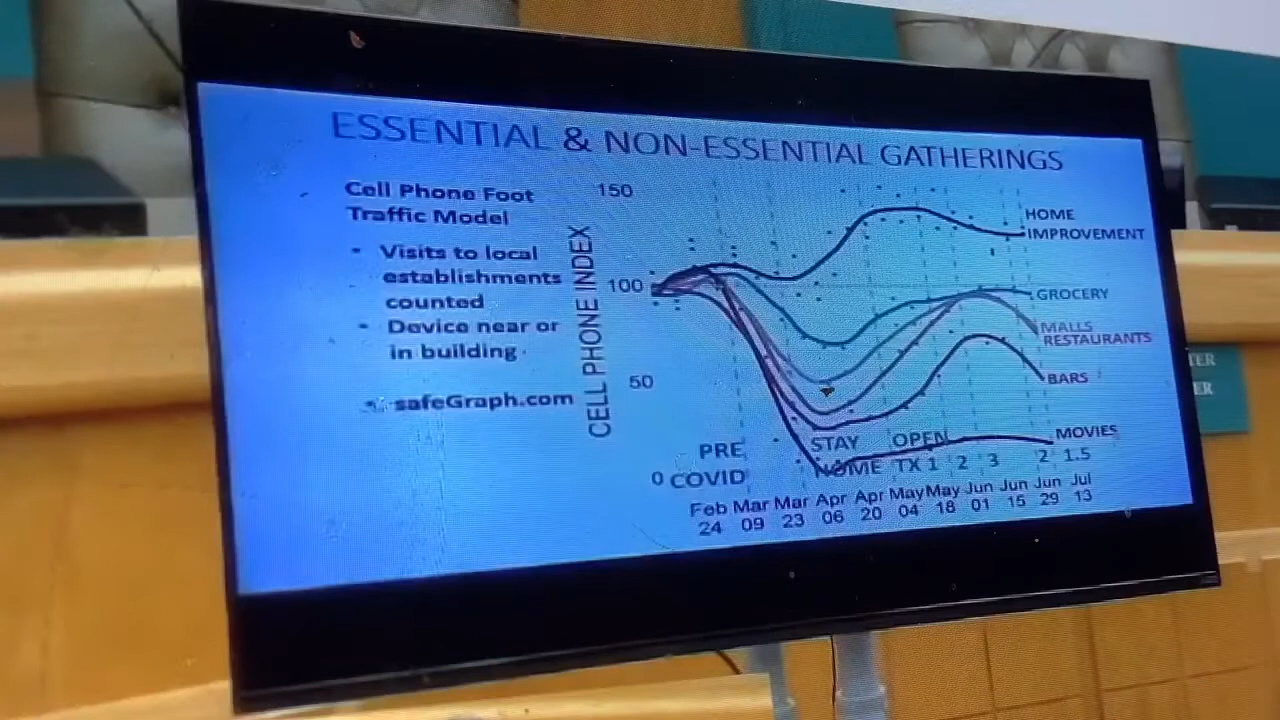 ESSENTIAL & NON-ESSENTIAL GATHERINGS
Cell Phone Foot
Traffic Model
• Visits to local
establishments
counted
• Device near or
in building
• safeGraph.com
CELL PHONE INDEX
150
100
50
0
HOME
IMPROVEMENT
GROCERY
MALLS
RESTAURANTS
BARS
MOVIES
PRE
COVID
STAY
HOME
OPEN
TX 1 2 3 2 1.5
Feb Mar Mar Apr Apr May May Jun Jun Jun Jul
24 09 23 06 20 04 18 01 15 29 13
TER
ER